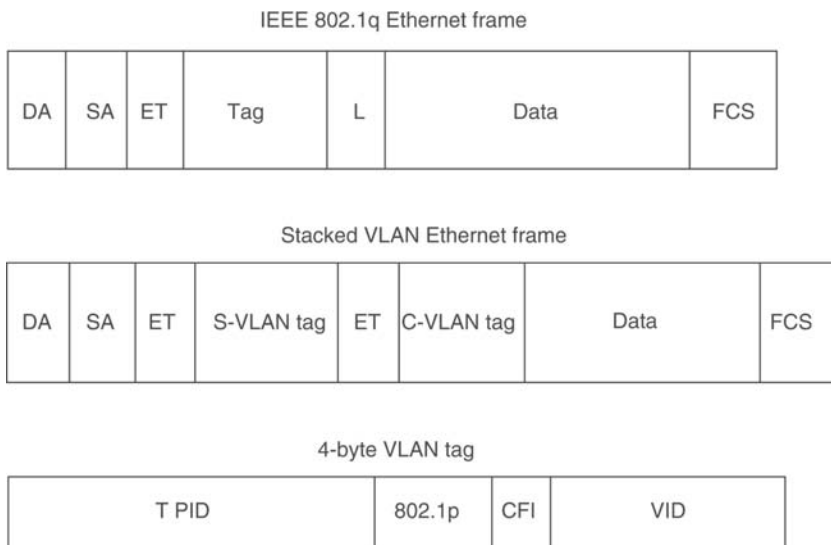 IEEE 802.1q Ethernet frame
DA SA ET Tag L Data FCS
Stacked VLAN Ethernet frame
DA SA ET S-VLAN tag ET C-VLAN tag Data FCS
4-byte VLAN tag
T PID 802.1p CFI VID